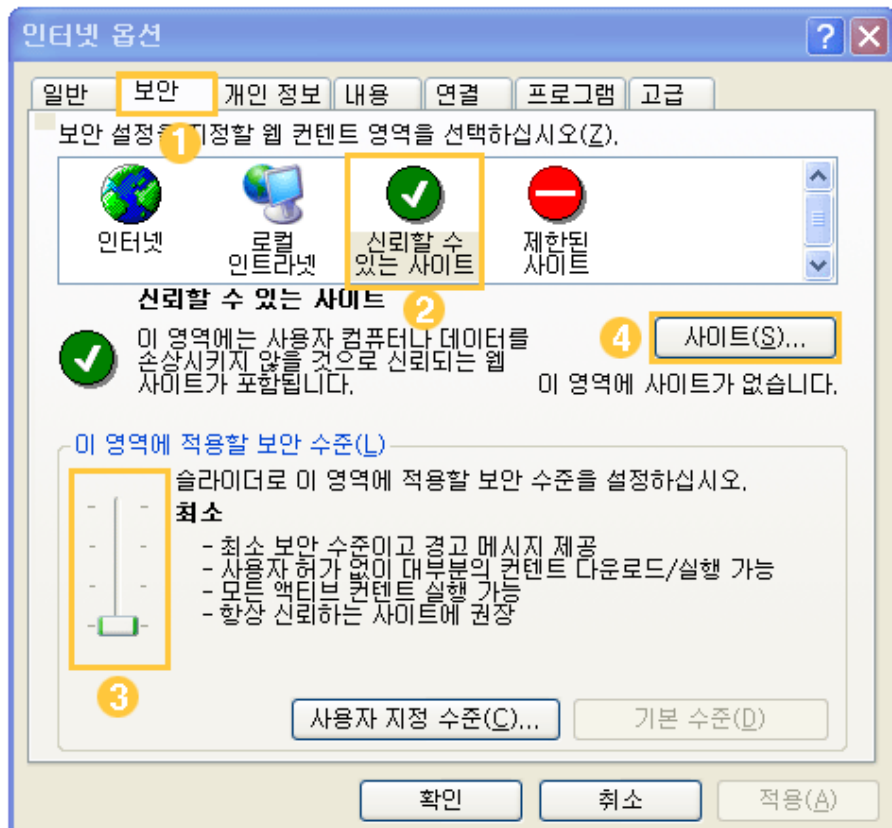 인터넷 옵션
일반 보안 개인 정보 내용 연결 프로그램 고급
1
보안 설정을 지정할 웹 컨텐트 영역을 선택하십시오(Z).
인터넷
로컬
인트라넷
신뢰할 수
있는 사이트
제한된
사이트
2
신뢰할 수 있는 사이트
이 영역에는 사용자 컴퓨터나 데이터를
손상시키지 않을 것으로 신뢰되는 웹
사이트가 포함됩니다.
4
사이트(S)...
이 영역에 사이트가 없습니다.
이 영역에 적용할 보안 수준(L)
슬라이더로 이 영역에 적용할 보안 수준을 설정하십시오.
최소
- 최소 보안 수준이고 경고 메시지 제공
- 사용자 허가 없이 대부분의 컨텐트 다운로드/실행 가능
- 모든 액티브 컨텐트 실행 가능
- 항상 신뢰하는 사이트에 권장
3
사용자 지정 수준(C)... 기본 수준(D)
확인 취소 적용(A)